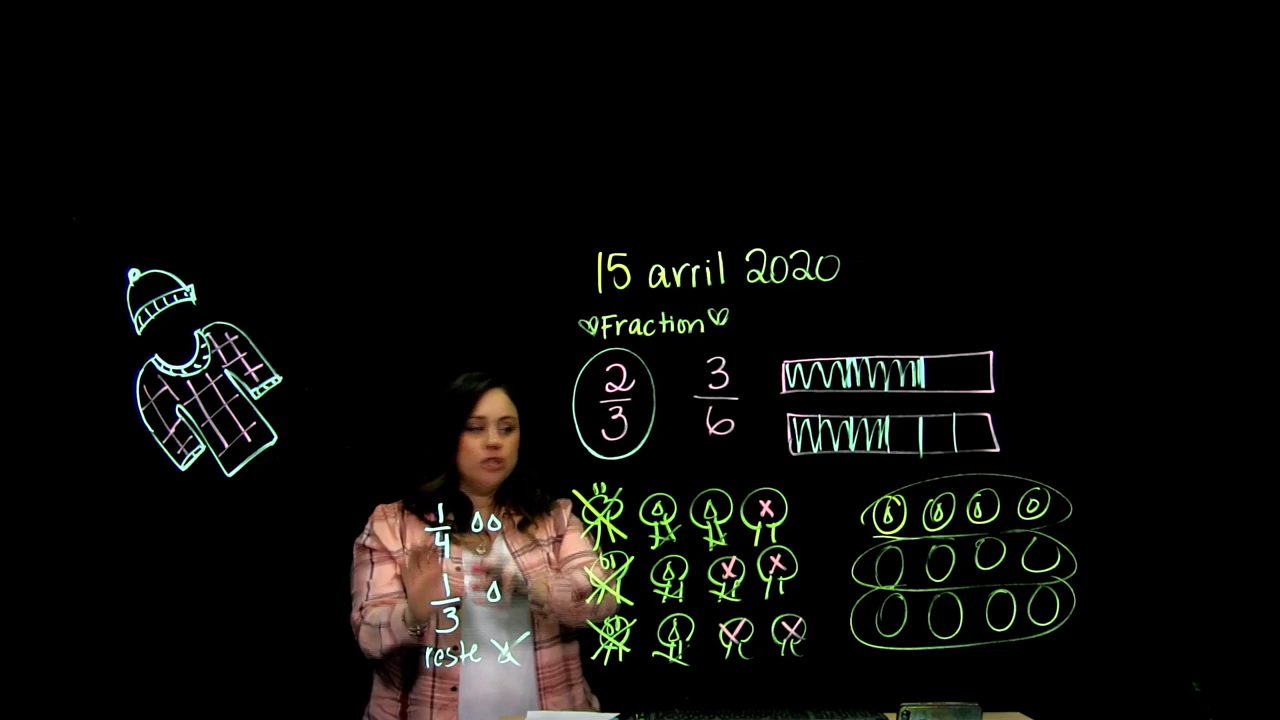 15 avril 2020
Fraction
2/3 3/6
1/4
1/3
reste